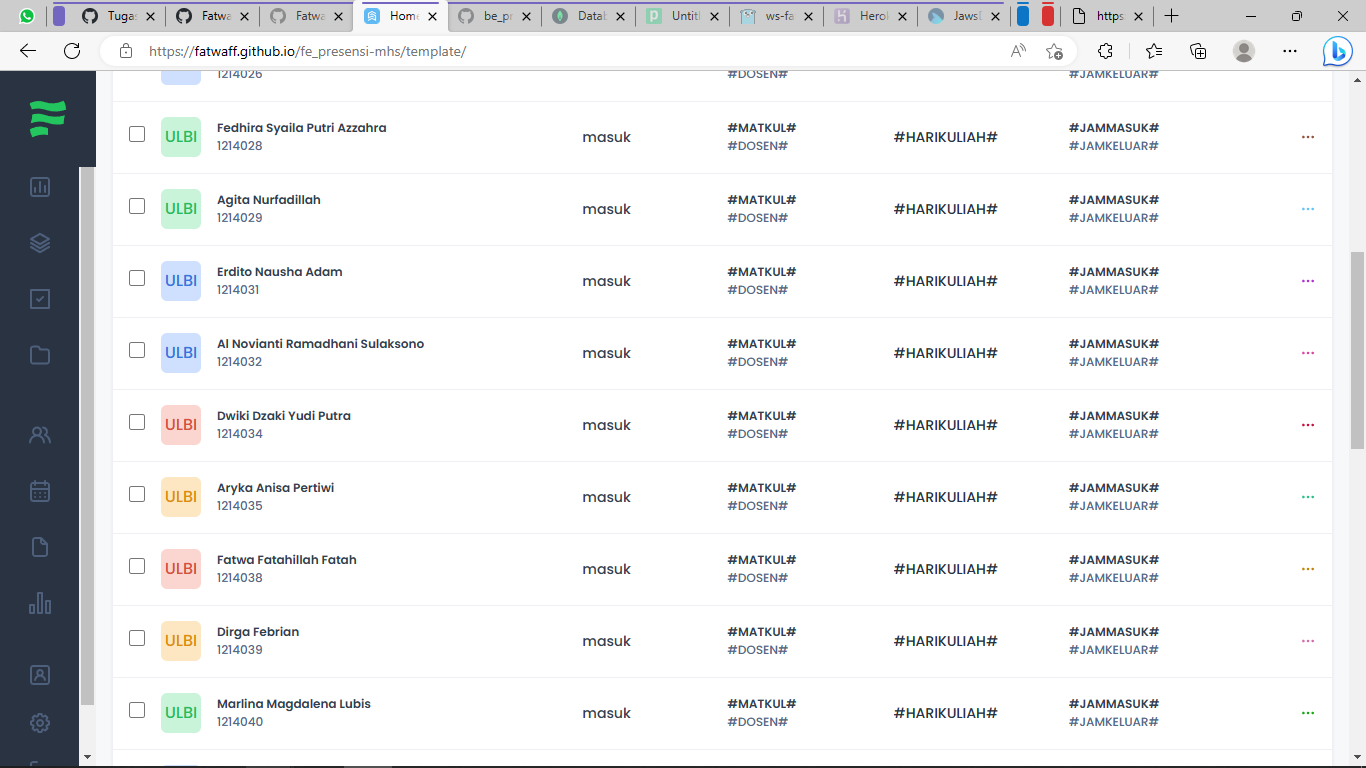 Tugas
Fatwa
Fatwa
Home
be_pr
Datab
Untitl
ws-fa
Herok
JawsD
https
https://fatwaff.github.io/fe_presensi-mhs/template/
1214026
#DOSEN#
#JAMKELUAR#
ULBI
Fedhira Syaila Putri Azzahra
1214028
masuk
#MATKUL#
#DOSEN#
#HARIKULIAH#
#JAMMASUK#
#JAMKELUAR#
ULBI
Agita Nurfadillah
1214029
masuk
#MATKUL#
#DOSEN#
#HARIKULIAH#
#JAMMASUK#
#JAMKELUAR#
ULBI
Erdito Nausha Adam
1214031
masuk
#MATKUL#
#DOSEN#
#HARIKULIAH#
#JAMMASUK#
#JAMKELUAR#
ULBI
Al Novianti Ramadhani Sulaksono
1214032
masuk
#MATKUL#
#DOSEN#
#HARIKULIAH#
#JAMMASUK#
#JAMKELUAR#
ULBI
Dwiki Dzaki Yudi Putra
1214034
masuk
#MATKUL#
#DOSEN#
#HARIKULIAH#
#JAMMASUK#
#JAMKELUAR#
ULBI
Aryka Anisa Pertiwi
1214035
masuk
#MATKUL#
#DOSEN#
#HARIKULIAH#
#JAMMASUK#
#JAMKELUAR#
ULBI
Fatwa Fatahillah Fatah
1214038
masuk
#MATKUL#
#DOSEN#
#HARIKULIAH#
#JAMMASUK#
#JAMKELUAR#
ULBI
Dirga Febrian
1214039
masuk
#MATKUL#
#DOSEN#
#HARIKULIAH#
#JAMMASUK#
#JAMKELUAR#
ULBI
Marlina Magdalena Lubis
1214040
masuk
#MATKUL#
#DOSEN#
#HARIKULIAH#
#JAMMASUK#
#JAMKELUAR#